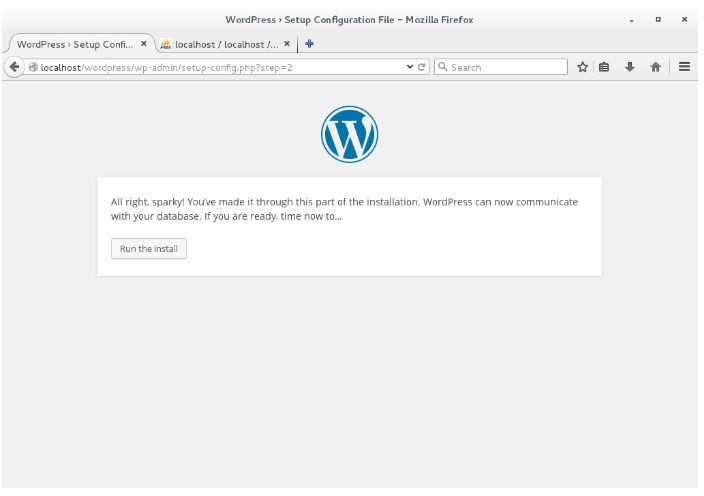 WordPress › Setup Configuration File – Mozilla Firefox
WordPress › Setup Confi... × localhost / localhost /... ×
localhost/wordpress/wp-admin/setup-config.php?step=2 Search
All right, sparky! You’ve made it through this part of the installation. WordPress can now communicate
with your database. If you are ready, time now to…
Run the install